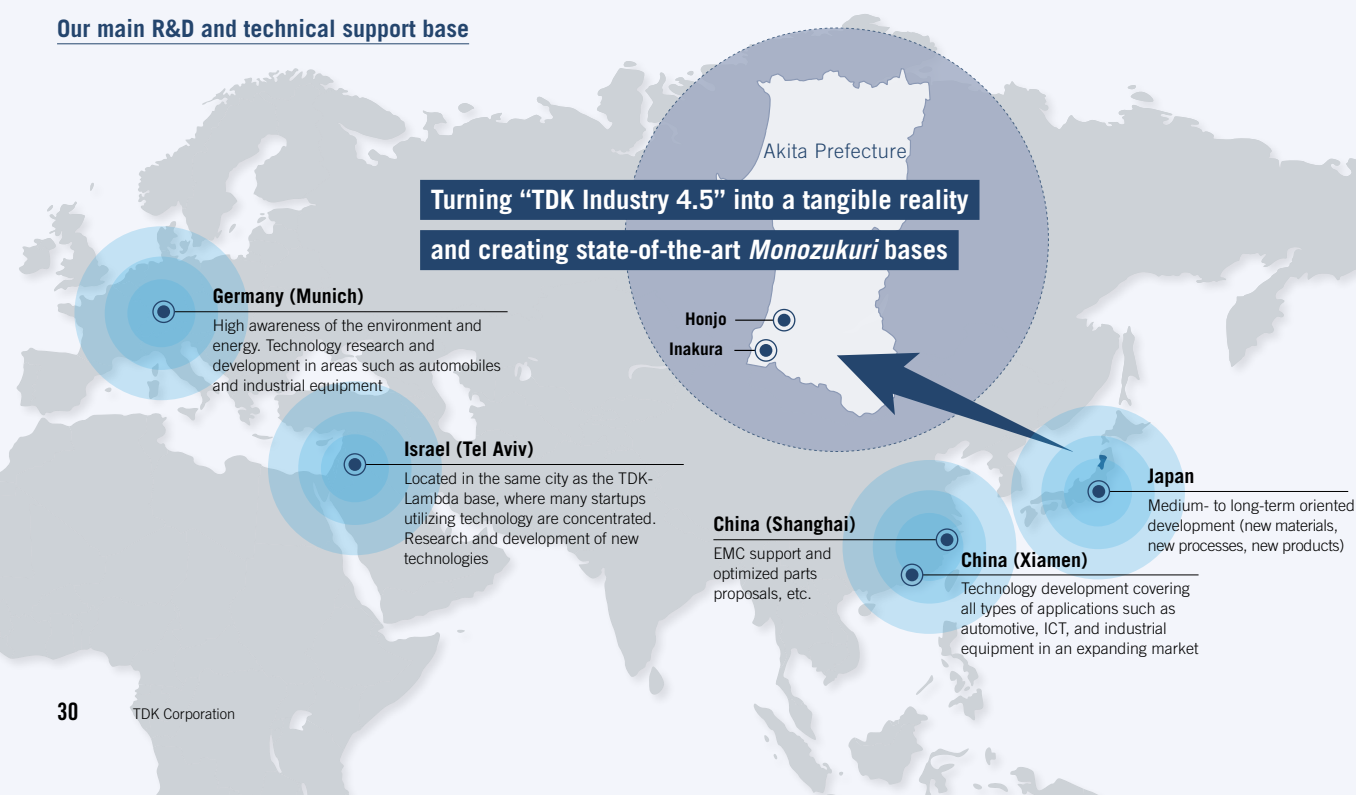 Our main R&D and technical support base
Akita Prefecture
Turning “TDK Industry 4.5” into a tangible reality
and creating state-of-the-art Monozukuri bases
Honjo
Inakura
Germany (Munich)
High awareness of the environment and
energy. Technology research and
development in areas such as automobiles
and industrial equipment
Israel (Tel Aviv)
Located in the same city as the TDK-
Lambda base, where many startups
utilizing technology are concentrated.
Research and development of new
technologies
China (Shanghai)
EMC support and
optimized parts
proposals, etc.
China (Xiamen)
Technology development covering
all types of applications such as
automotive, ICT, and industrial
equipment in an expanding market
Japan
Medium- to long-term oriented
development (new materials,
new processes, new products)
30 TDK Corporation